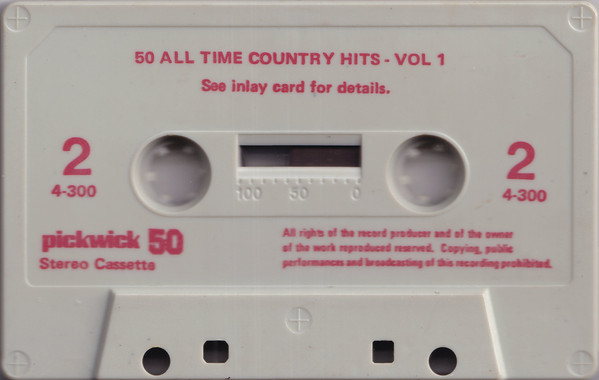 50 ALL TIME COUNTRY HITS - VOL 1
See inlay card for details.
2
4-300
2
4-300
100 50 0
pickwick 50
Stereo Cassette
All rights of the record producer and of the owner
of the work reproduced reserved. Copying, public
performances and broadcasting of this recording prohibited.